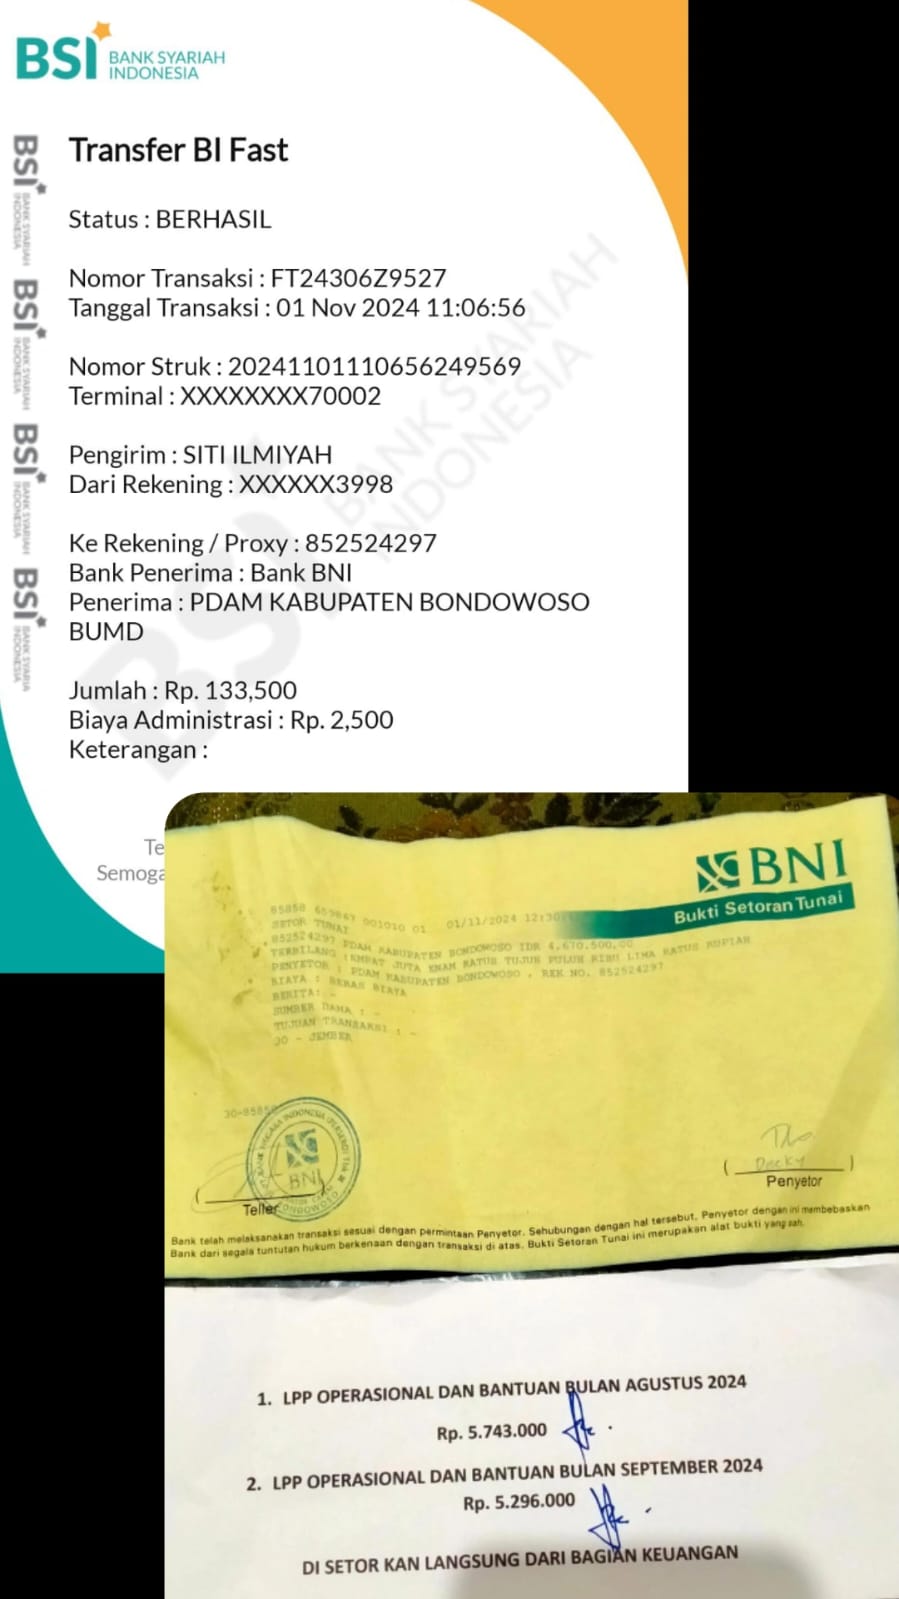 BSI BANK SYARIAH
INDONESIA
Transfer BI Fast
Status : BERHASIL
Nomor Transaksi : FT24306Z9527
Tanggal Transaksi : 01 Nov 2024 11:06:56
Nomor Struk : 20241101110656249569
Terminal : XXXXXXXX70002
Pengirim : SITI ILMIYAH
Dari Rekening : XXXXXX3998
Ke Rekening / Proxy : 852524297
Bank Penerima : Bank BNI
Penerima : PDAM KABUPATEN BONDOWOSO
BUMD
Jumlah : Rp. 133,500
Biaya Administrasi : Rp. 2,500
Keterangan :
Te
Semoga
BNI
Bukti Setoran Tunai
85858 659867 001010 01 01/11/2024 12:30
SETOR TUNAI
852524297 PDAM KABUPATEN BONDOWOSO IDR 4,670,500.00
TERBILANG :EMPAT JUTA ENAM RATUS TUJUH PULUH RIBU LIMA RATUS RUPIAH
PENYETOR : PDAM KABUPATEN BONDOWOSO , REK NO. 852524297
BIAYA : BEBAS BIAYA
BERITA: -
SUMBER DANA : -
TUJUAN TRANSAKSI : -
JO - JEMBER
30-8585
BNI
BONDOWOSO
Decky
Teller
Penyetor
Bank telah melaksanakan transaksi sesuai dengan permintaan Penyetor. Sehubungan dengan hal tersebut, Penyetor dengan ini membebaskan
Bank dari segala tuntutan hukum berkenaan dengan transaksi di atas. Bukti Setoran Tunai ini merupakan alat bukti yang sah.
1. LPP OPERASIONAL DAN BANTUAN BULAN AGUSTUS 2024
Rp. 5.743.000
2. LPP OPERASIONAL DAN BANTUAN BULAN SEPTEMBER 2024
Rp. 5.296.000
DI SETOR KAN LANGSUNG DARI BAGIAN KEUANGAN